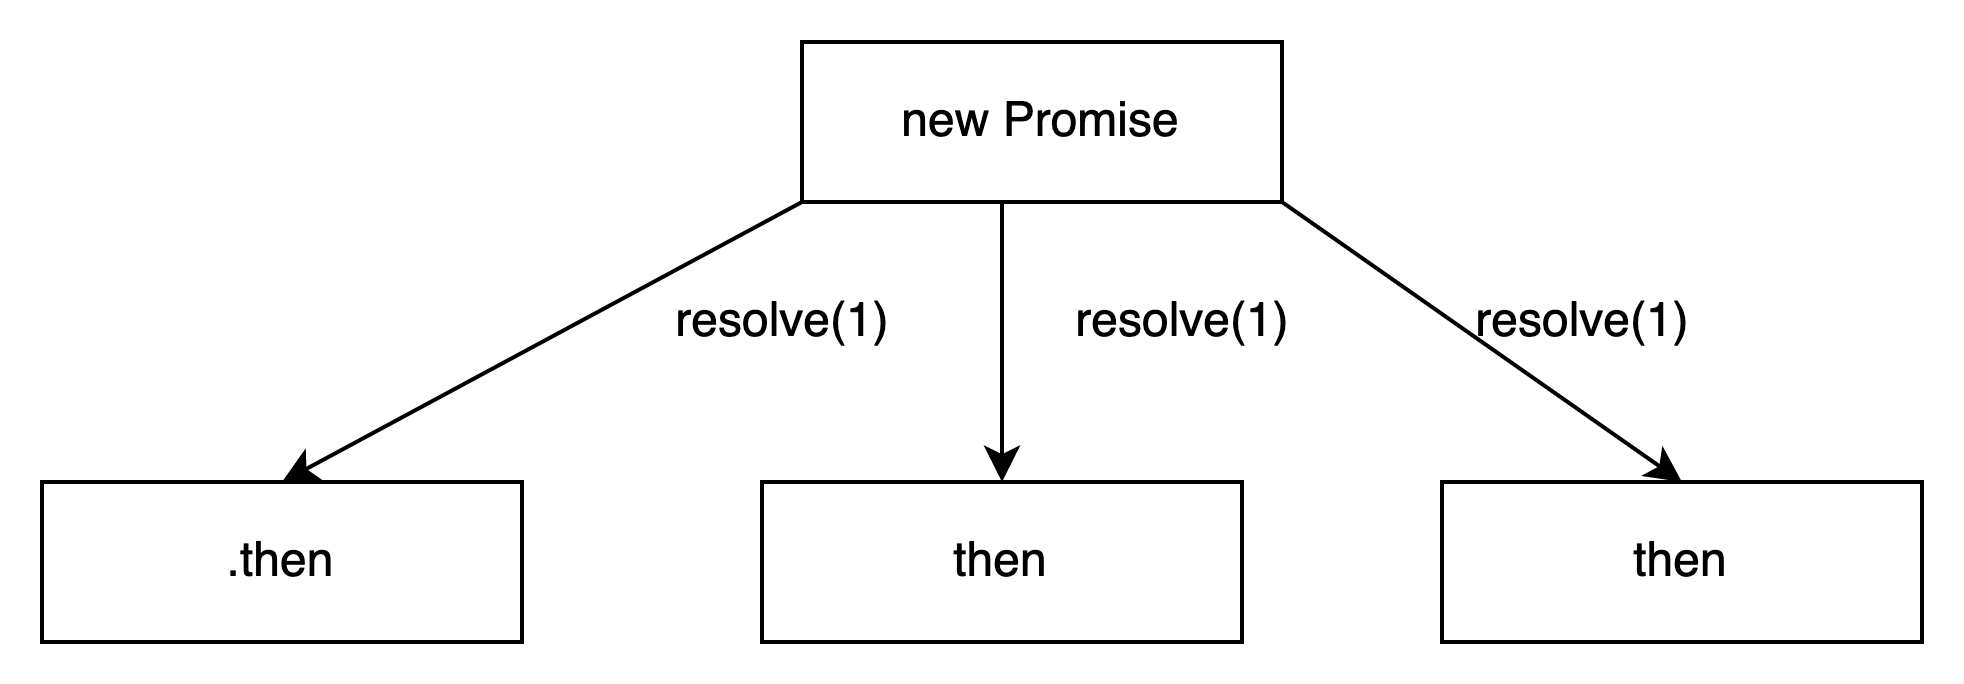 new Promise
resolve(1)
resolve(1)
resolve(1)
.then
then
then